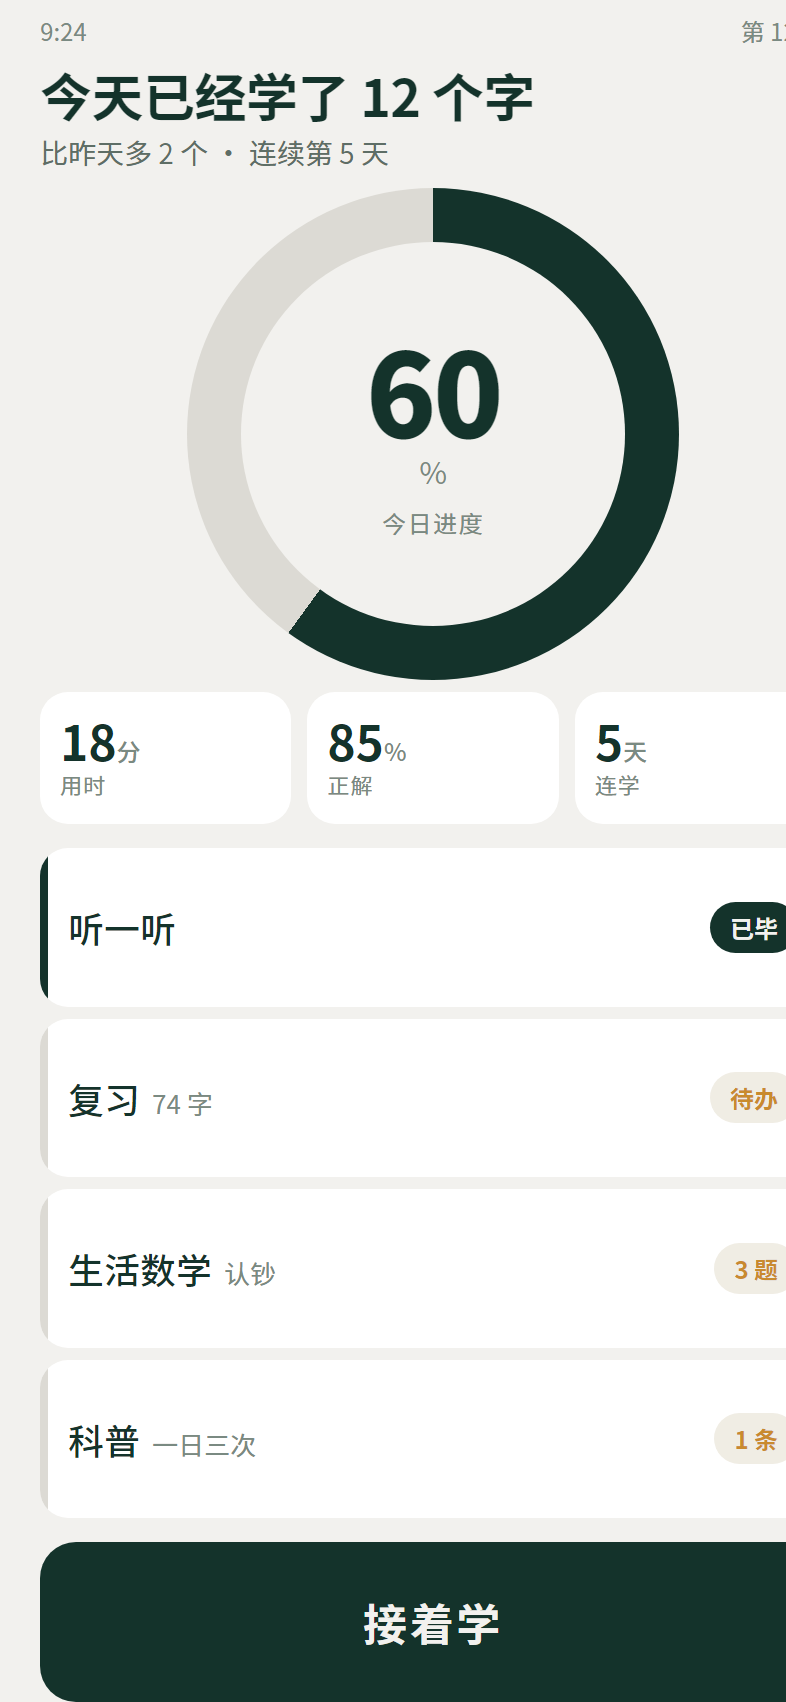 9:24
第 12
今天已经学了 12 个字
比昨天多 2 个 · 连续第 5 天
60
%
今日进度
18分
用时
85%
正解
5天
连学
听一听
已毕
复习 74 字
待办
生活数学 认钞
3 题
科普 一日三次
1 条
接着学